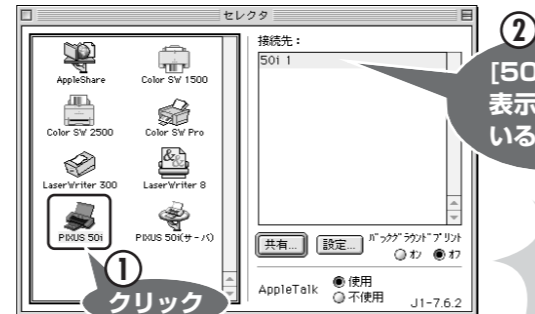 セレクタ
AppleShare
Color SW 1500
Color SW 2500
Color SW Pro
LaserWriter 300
LaserWriter 8
PIXUS 50i
PIXUS 50i(サーバ)
①
クリック
接続先：
50i 1
共有...
設定...
バックグラウンドプリント
オン
オフ
AppleTalk
使用
不使用
J1-7.6.2
②
[50
表示
いる